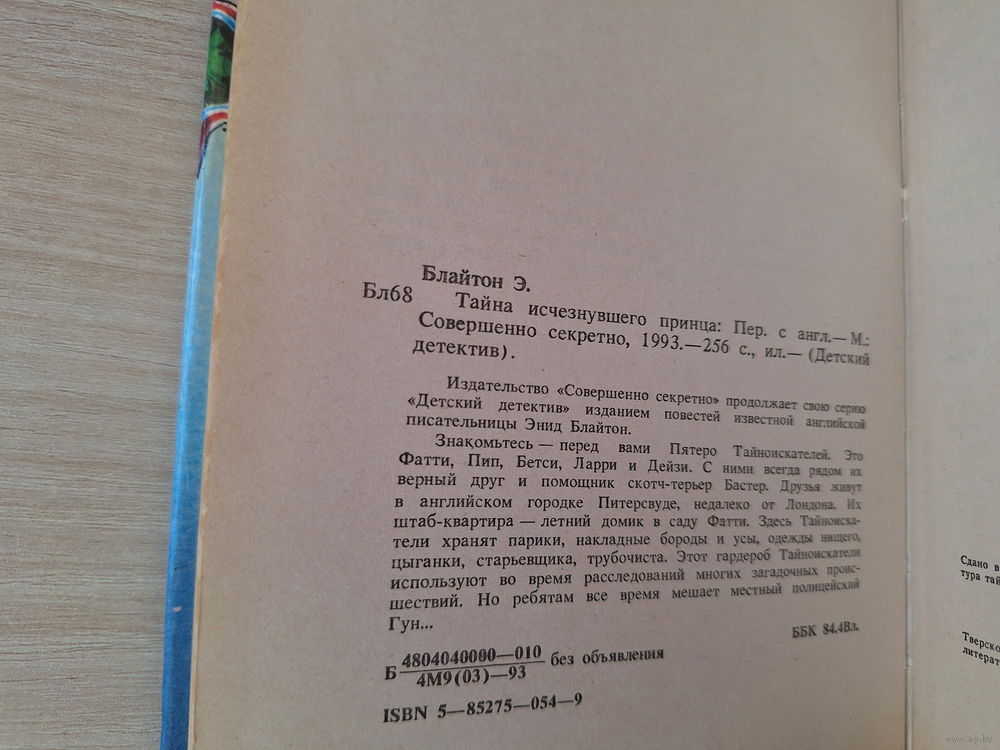 Блайтон Э.
Бл68 Тайна исчезнувшего принца: Пер. с англ.— М.:
Совершенно секретно, 1993.—256 с., ил.— (Детский
детектив).
Издательство «Совершенно секретно» продолжает свою серию
«Детский детектив» изданием повестей известной английской
писательницы Энид Блайтон.
Знакомьтесь — перед вами Пятеро Тайноискателей. Это
Фатти, Пип, Бетси, Ларри и Дейзи. С ними всегда рядом их
верный друг и помощник скотч-терьер Бастер. Друзья живут
в английском городке Питерсвуде, недалеко от Лондона. Их
штаб-квартира — летний домик в саду Фатти. Здесь Тайноиска-
тели хранят парики, накладные бороды и усы, одежды нищего,
цыганки, старьевщика, трубочиста. Этот гардероб Тайноискатели
используют во время расследований многих загадочных проис-
шествий. Но ребятам все время мешает местный полицейский
Гун...
ББК 84.4Вл.
Б 4804040000—010 без объявления
4М9(03)—93
ISBN 5—85275—054—9
Сдано в
тура тай
Тверско
литерат
www.ay.by